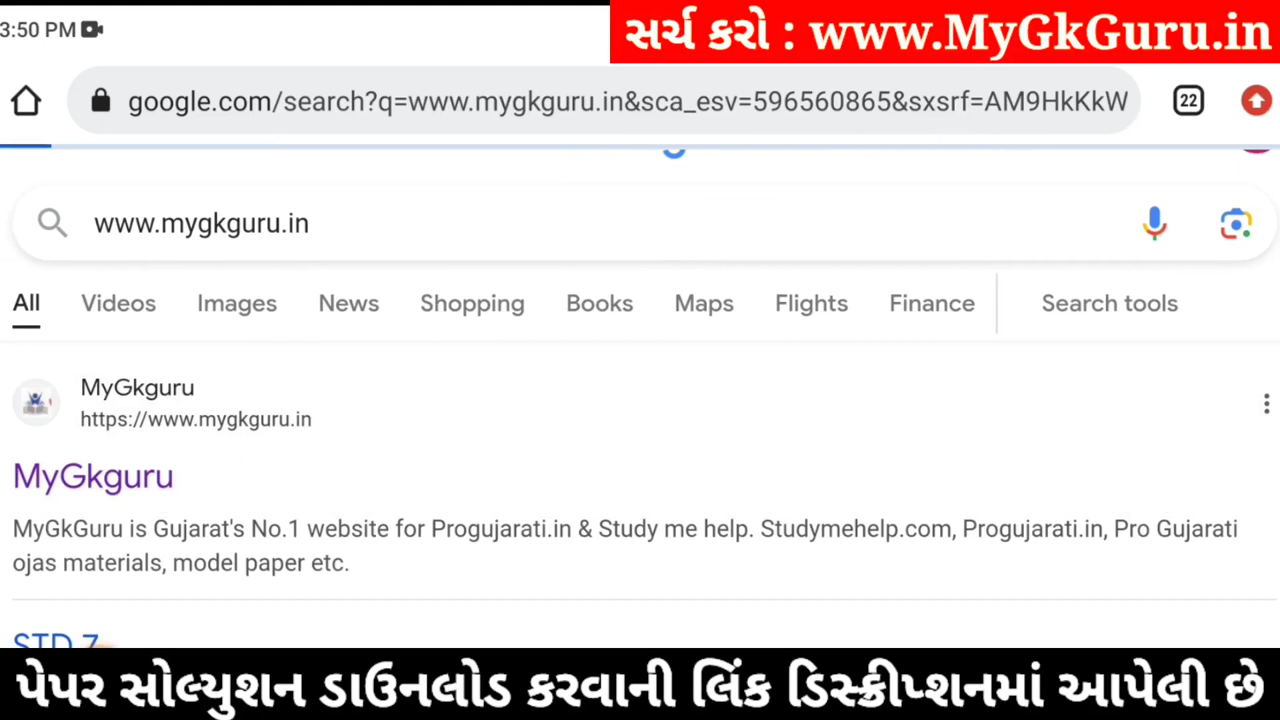 3:50 PM
સર્ચ કરો : www.MyGkGuru.in
google.com/search?q=www.mygkguru.in&sca_esv=596560865&sxsrf=AM9HkKkW
22
www.mygkguru.in
All Videos Images News Shopping Books Maps Flights Finance Search tools
MyGkguru
https://www.mygkguru.in
MyGkguru
MyGkGuru is Gujarat's No.1 website for Progujarati.in & Study me help. Studymehelp.com, Progujarati.in, Pro Gujarati
ojas materials, model paper etc.
STD 7
પેપર સોલ્યુશન ડાઉનલોડ કરવાની લિંક ડિસ્ક્રીપ્શનમાં આપેલી છે